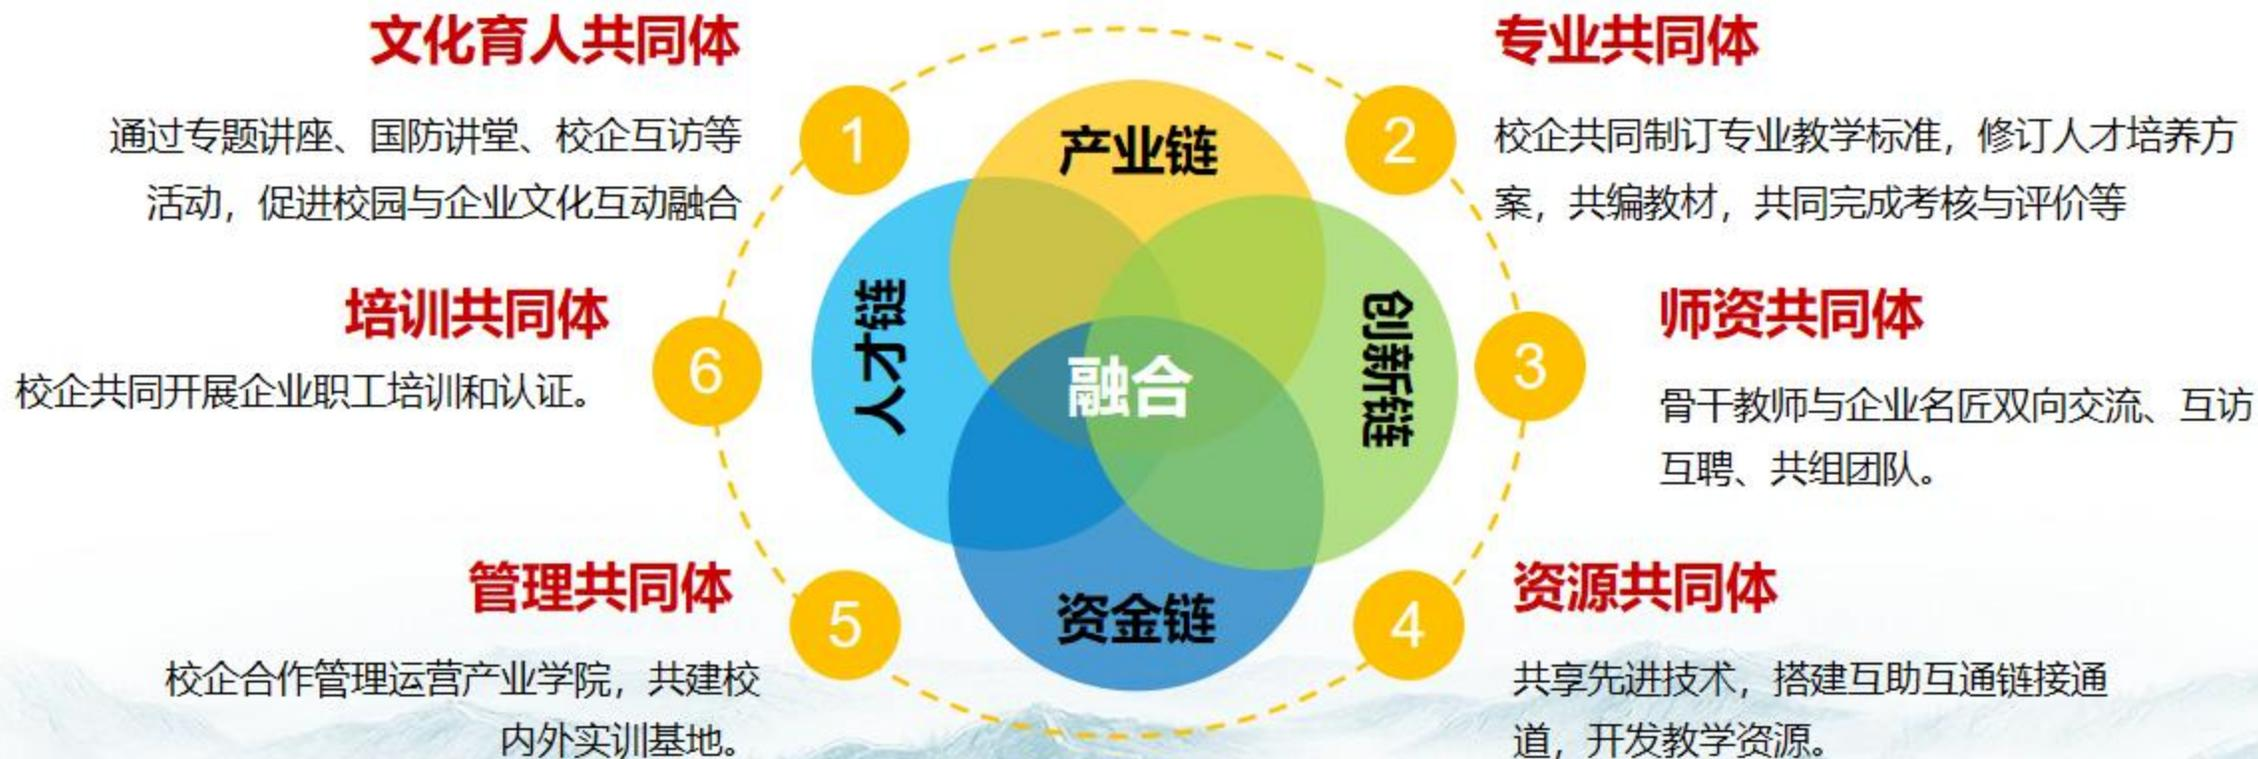 文化育人共同体
1
通过专题讲座、国防讲堂、校企互访等
活动，促进校园与企业文化互动融合
专业共同体
2
校企共同制订专业教学标准，修订人才培养方
案，共编教材，共同完成考核与评价等
师资共同体
3
骨干教师与企业名匠双向交流、互访
互聘、共组团队。
资源共同体
4
共享先进技术，搭建互助互通链接通
道，开发教学资源。
管理共同体
5
校企合作管理运营产业学院，共建校
内外实训基地。
培训共同体
6
校企共同开展企业职工培训和认证。
产业链
人才链
创新链
融合
资金链